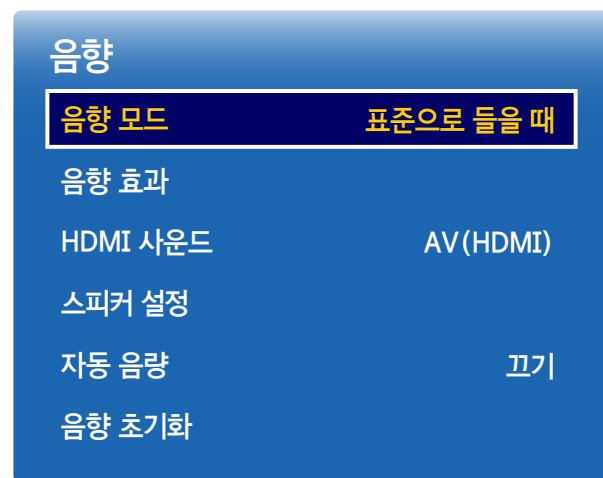 음향
음향 모드 표준으로 들을 때
음향 효과
HDMI 사운드 AV(HDMI)
스피커 설정
자동 음량 끄기
음향 초기화